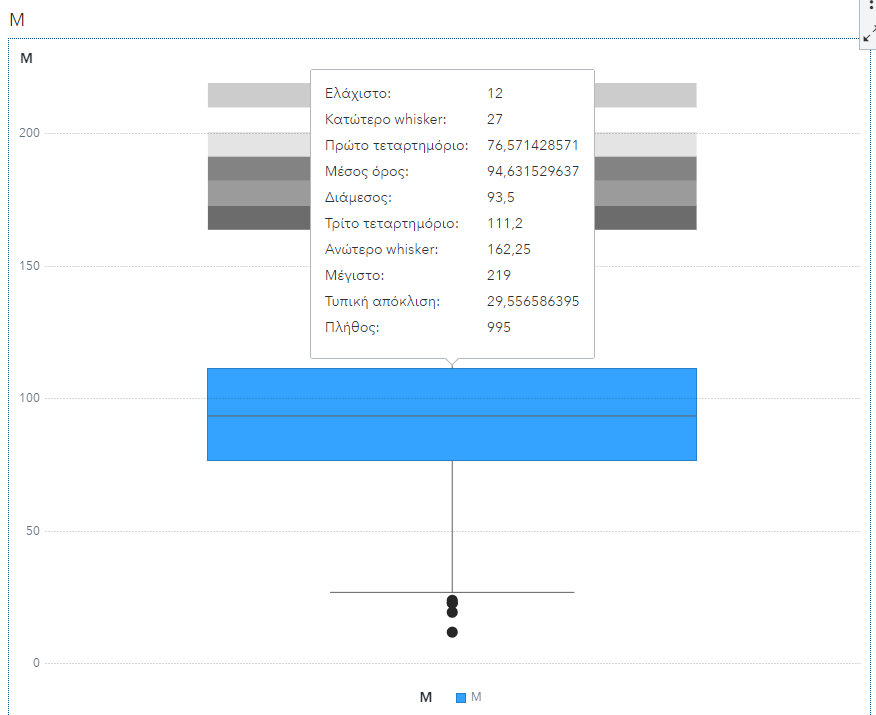 M
M
Ελάχιστο: 12
Κατώτερο whisker: 27
Πρώτο τεταρτημόριο: 76,571428571
Μέσος όρος: 94,631529637
Διάμεσος: 93,5
Τρίτο τεταρτημόριο: 111,2
Ανώτερο whisker: 162,25
Μέγιστο: 219
Τυπική απόκλιση: 29,556586395
Πλήθος: 995
200
150
100
50
0
M M